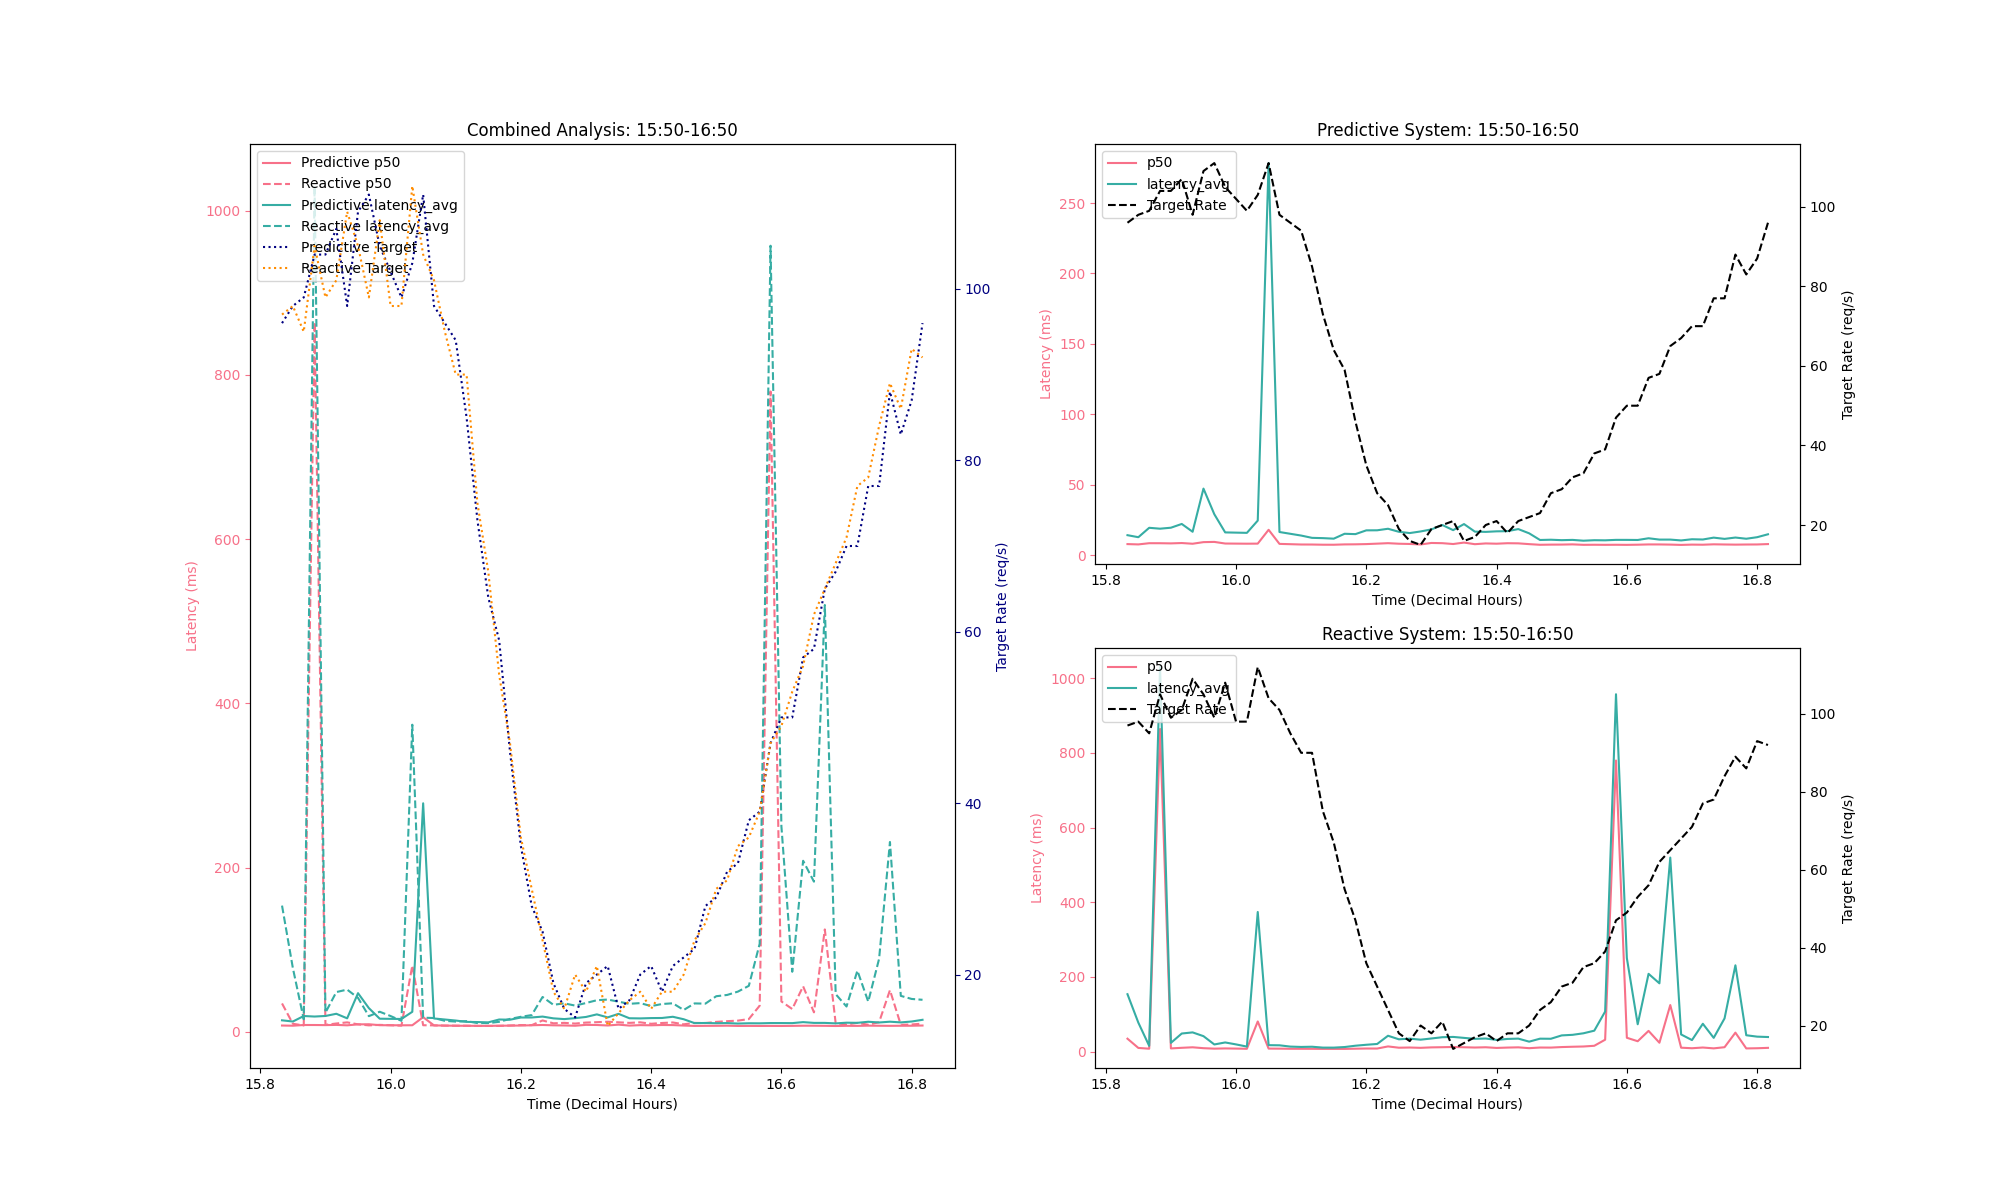 Combined Analysis: 15:50-16:50
Predictive p50
Reactive p50
Predictive latency_avg
Reactive latency_avg
Predictive Target
Reactive Target
1000
800
600
400
200
0
Latency (ms)
100
80
60
40
20
Target Rate (req/s)
15.8 16.0 16.2 16.4 16.6 16.8
Time (Decimal Hours)
Predictive System: 15:50-16:50
p50
latency_avg
Target Rate
250
200
150
100
50
0
Latency (ms)
100
80
60
40
20
Target Rate (req/s)
15.8 16.0 16.2 16.4 16.6 16.8
Time (Decimal Hours)
Reactive System: 15:50-16:50
p50
latency_avg
Target Rate
1000
800
600
400
200
0
Latency (ms)
100
80
60
40
20
Target Rate (req/s)
15.8 16.0 16.2 16.4 16.6 16.8
Time (Decimal Hours)